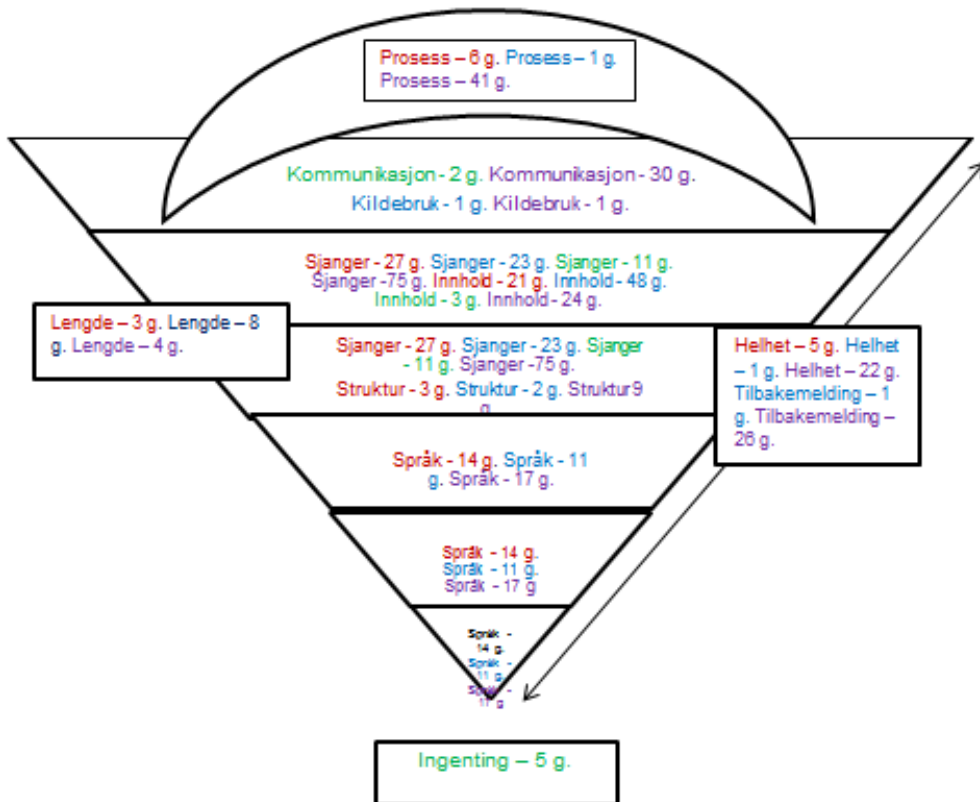 Prosess – 6 g. Prosess – 1 g.
Prosess – 41 g.
Kommunikasjon - 2 g. Kommunikasjon - 30 g.
Kildebruk - 1 g. Kildebruk - 1 g.
Sjanger - 27 g. Sjanger - 23 g. Sjanger - 11 g.
Sjanger -75 g. Innhold - 21 g. Innhold - 48 g.
Innhold - 3 g. Innhold - 24 g.
Lengde – 3 g. Lengde – 8
g. Lengde – 4 g.
Sjanger - 27 g. Sjanger - 23 g. Sjanger
- 11 g. Sjanger -75 g.
Struktur - 3 g. Struktur - 2 g. Struktur 9
g
Helhet – 5 g. Helhet
– 1 g. Helhet – 22 g.
Tilbakemelding – 1
g. Tilbakemelding –
26 g.
Språk - 14 g. Språk - 11
g. Språk - 17 g.
Språk - 14 g.
Språk - 11 g.
Språk - 17 g
Språk -
14 g.
Språk -
11 g.
Språk -
17 g
Ingenting – 5 g.